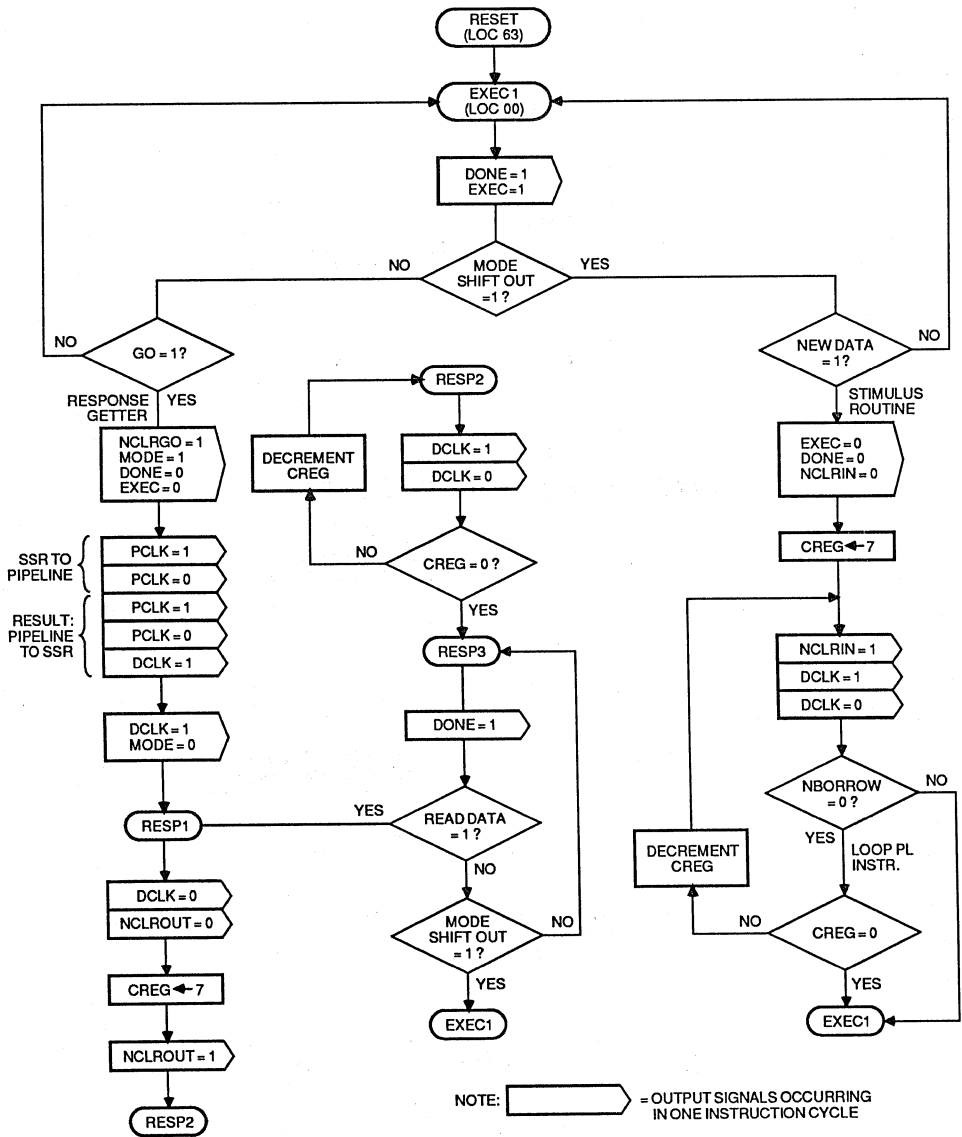 RESET
(LOC 63)
EXEC 1
(LOC 00)
DONE = 1
EXEC=1
MODE
SHIFT OUT
=1?
NO
YES
GO = 1?
NO
RESPONSE
GETTER
YES
NCLRGO = 1
MODE = 1
DONE = 0
EXEC = 0
SSR TO
PIPELINE
PCLK = 1
PCLK = 0
RESULT:
PIPELINE
TO SSR
PCLK = 1
PCLK = 0
DCLK = 1
DCLK = 1
MODE = 0
RESP1
DCLK = 0
NCLROUT = 0
CREG ← 7
NCLROUT = 1
RESP2
RESP2
DCLK = 1
DCLK = 0
DECREMENT
CREG
NO
CREG = 0?
YES
RESP3
DONE = 1
YES
READ DATA
= 1?
NO
MODE
SHIFT OUT
= 1?
NO
YES
EXEC1
NEW DATA
= 1?
NO
YES
STIMULUS
ROUTINE
EXEC = 0
DONE = 0
NCLRIN = 0
CREG ← 7
NCLRIN = 1
DCLK = 1
DCLK = 0
NBORROW
= 0?
NO
YES
LOOP PL
INSTR.
DECREMENT
CREG
NO
CREG = 0
YES
EXEC1
NOTE:
= OUTPUT SIGNALS OCCURRING
IN ONE INSTRUCTION CYCLE